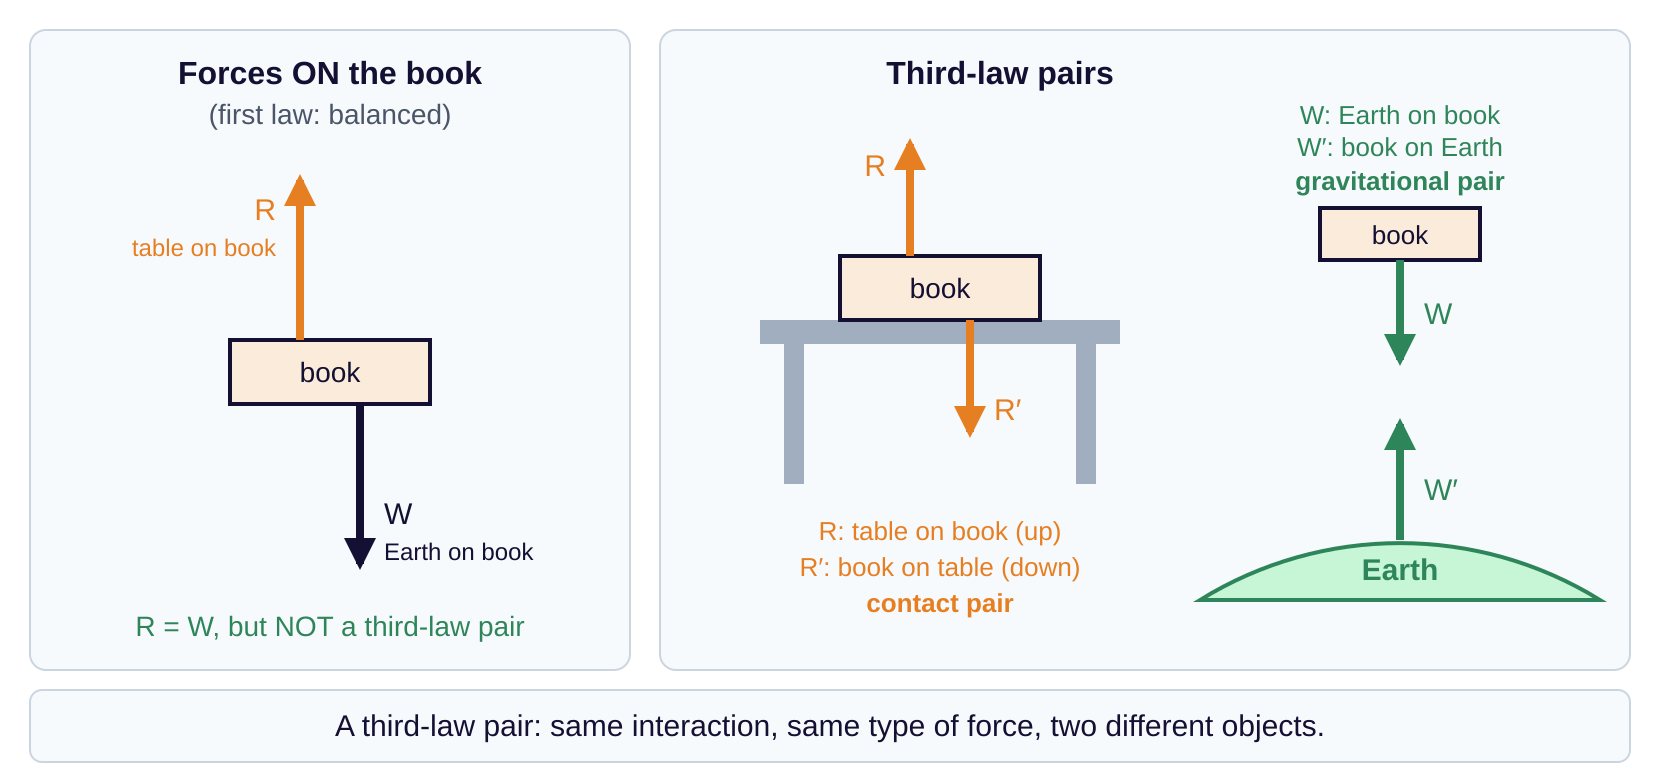 Forces ON the book
(first law: balanced)
R
table on book
book
W
Earth on book
R = W, but NOT a third-law pair
Third-law pairs
R
book
R′
R: table on book (up)
R′: book on table (down)
contact pair
W: Earth on book
W′: book on Earth
gravitational pair
book
W
W′
Earth
A third-law pair: same interaction, same type of force, two different objects.